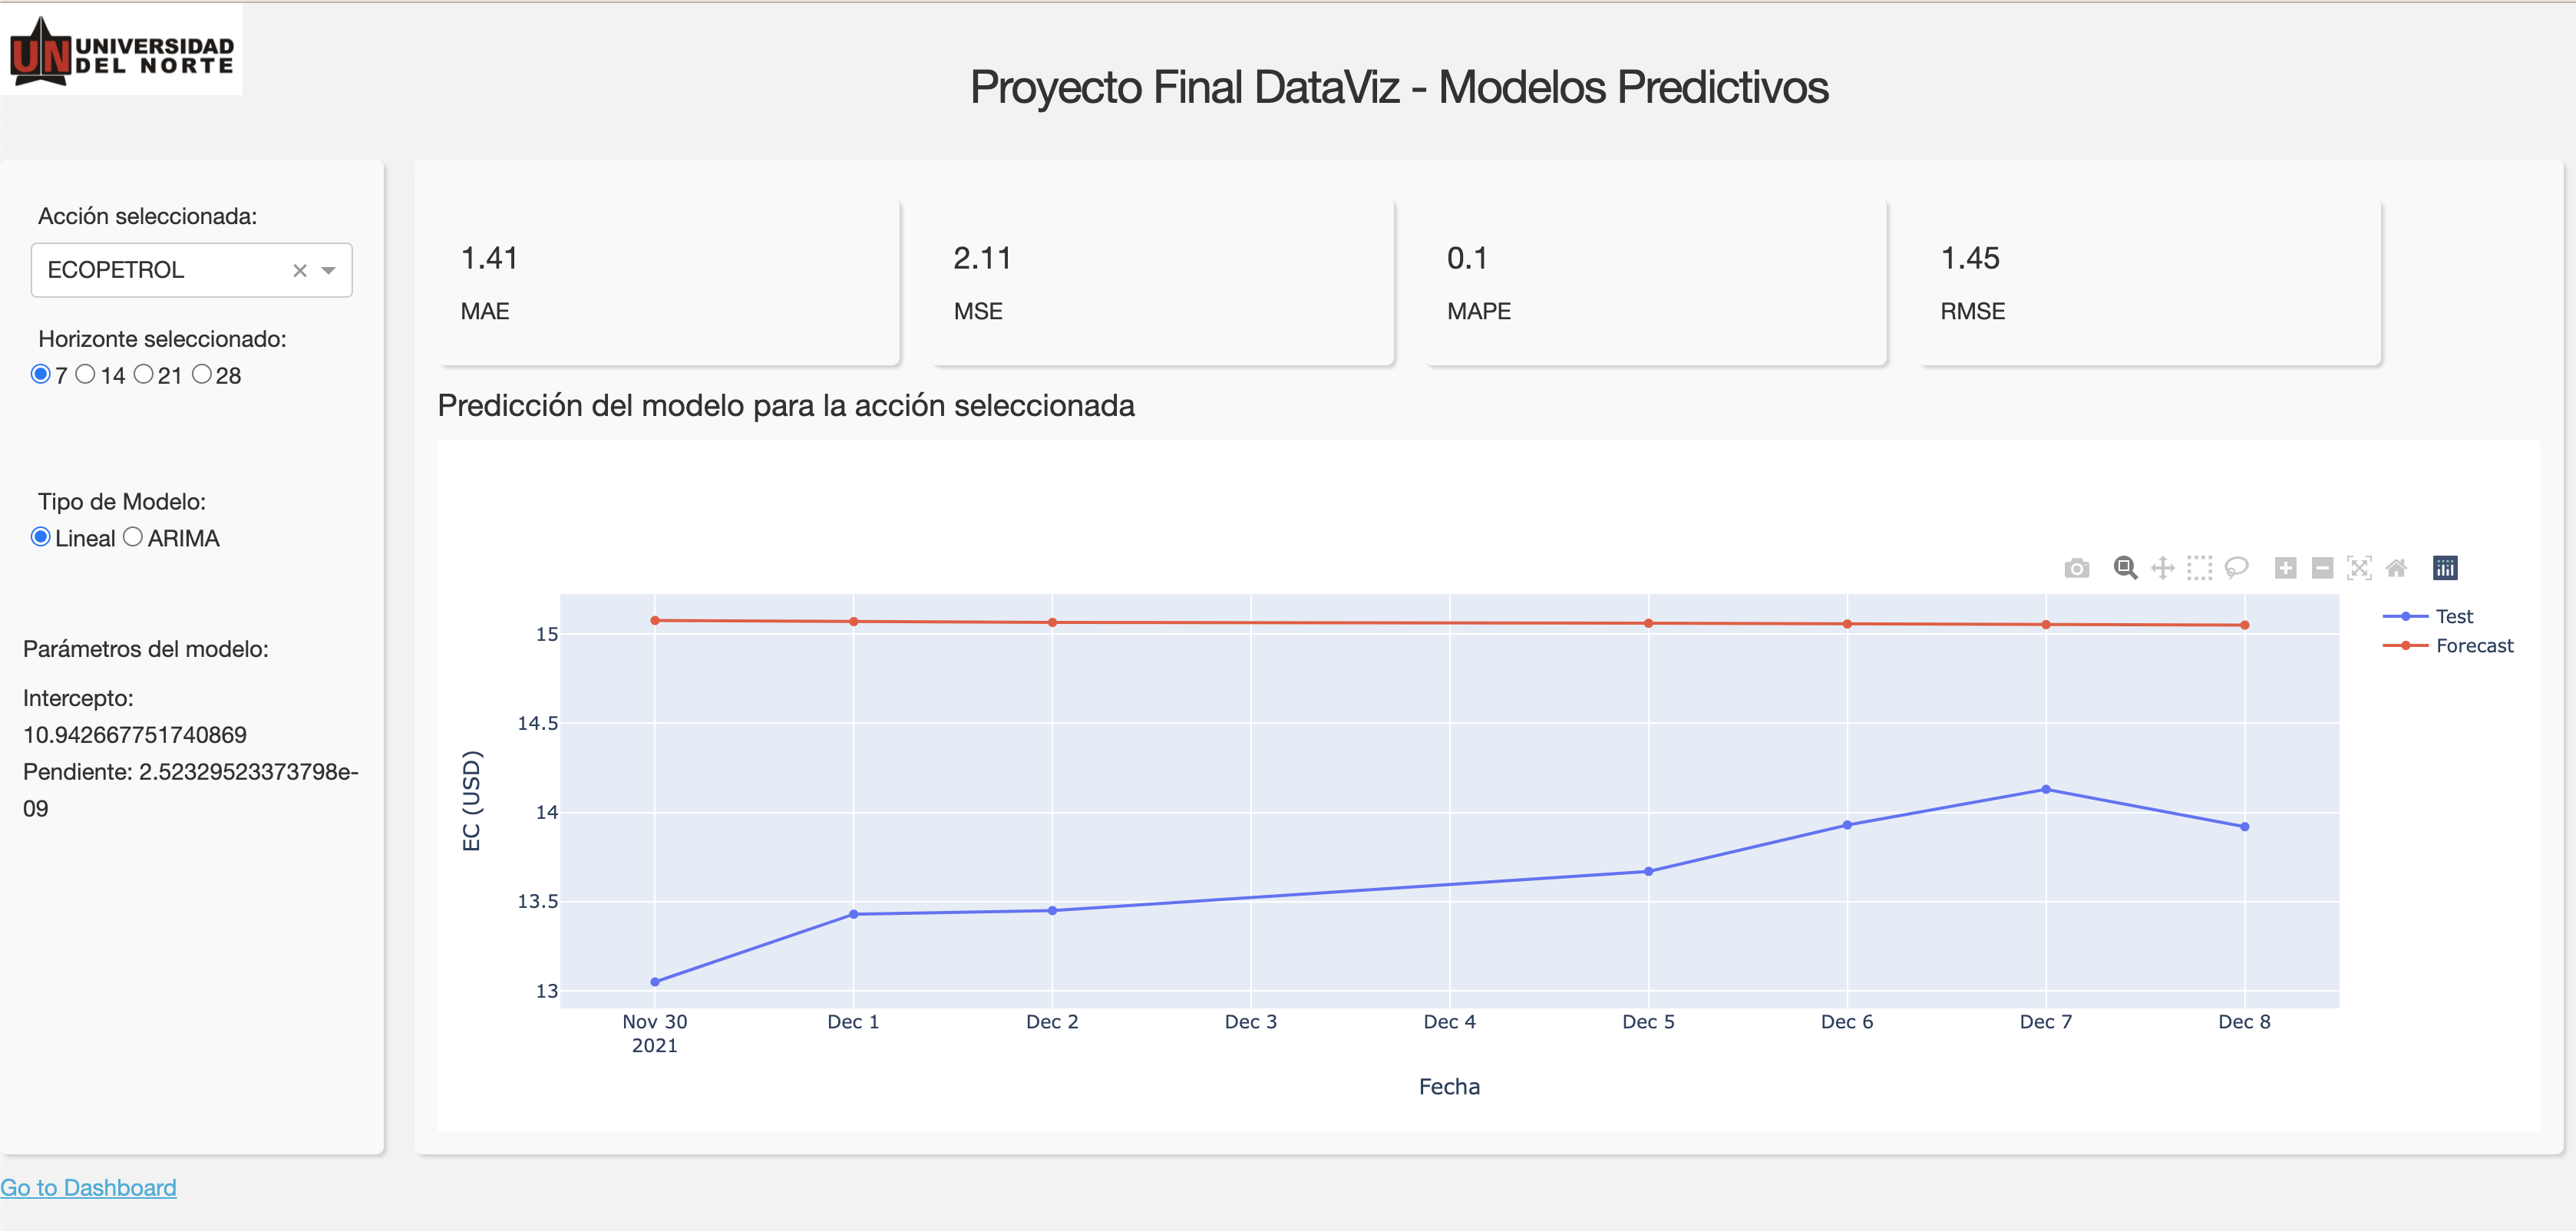 UN UNIVERSIDAD
DEL NORTE
Proyecto Final DataViz - Modelos Predictivos
Acción seleccionada:
ECOPETROL
Horizonte seleccionado:
7 14 21 28
Tipo de Modelo:
Lineal ARIMA
Parámetros del modelo:
Intercepto:
10.942667751740869
Pendiente: 2.52329523373798e-
09
1.41
MAE
2.11
MSE
0.1
MAPE
1.45
RMSE
Predicción del modelo para la acción seleccionada
Test
Forecast
EC (USD)
15
14.5
14
13.5
13
Nov 30
2021
Dec 1
Dec 2
Dec 3
Dec 4
Dec 5
Dec 6
Dec 7
Dec 8
Fecha
Go to Dashboard